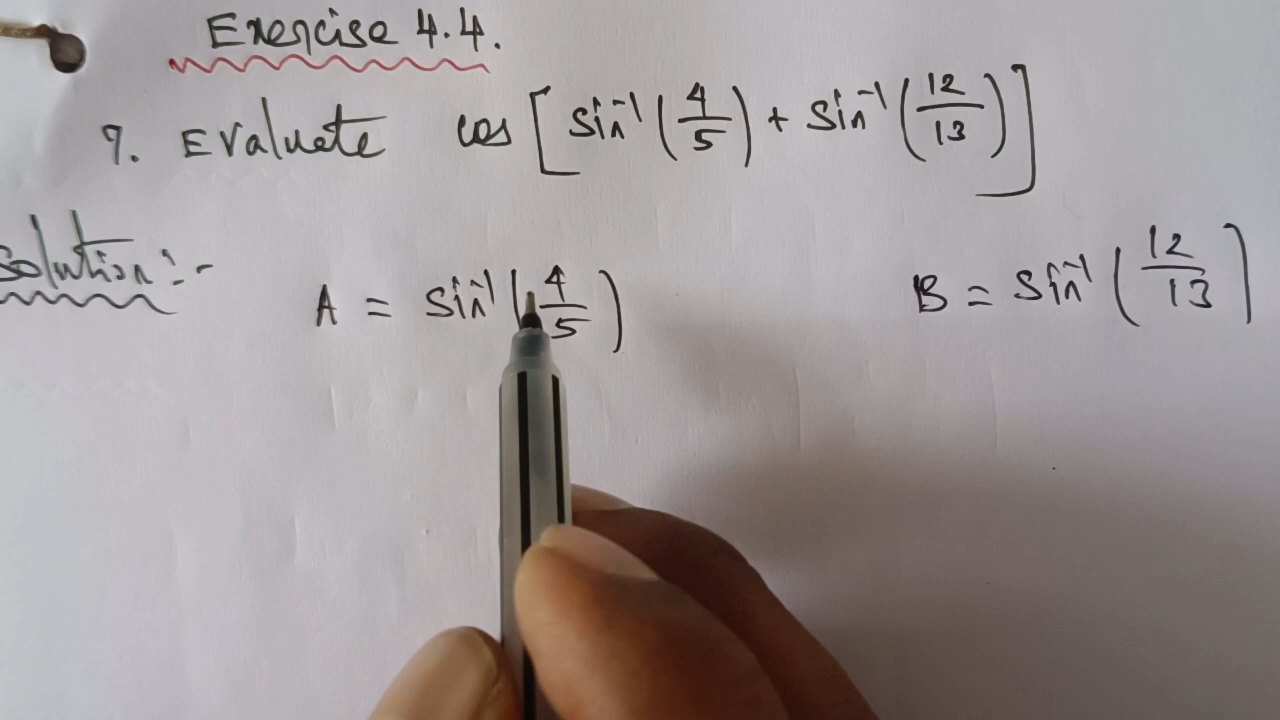 Exercise 4.4.
9. Evaluate cos [ sin⁻¹ (4/5) + sin⁻¹ (12/13) ]
Solution:-
A = sin⁻¹ (4/5) B = sin⁻¹ (12/13)